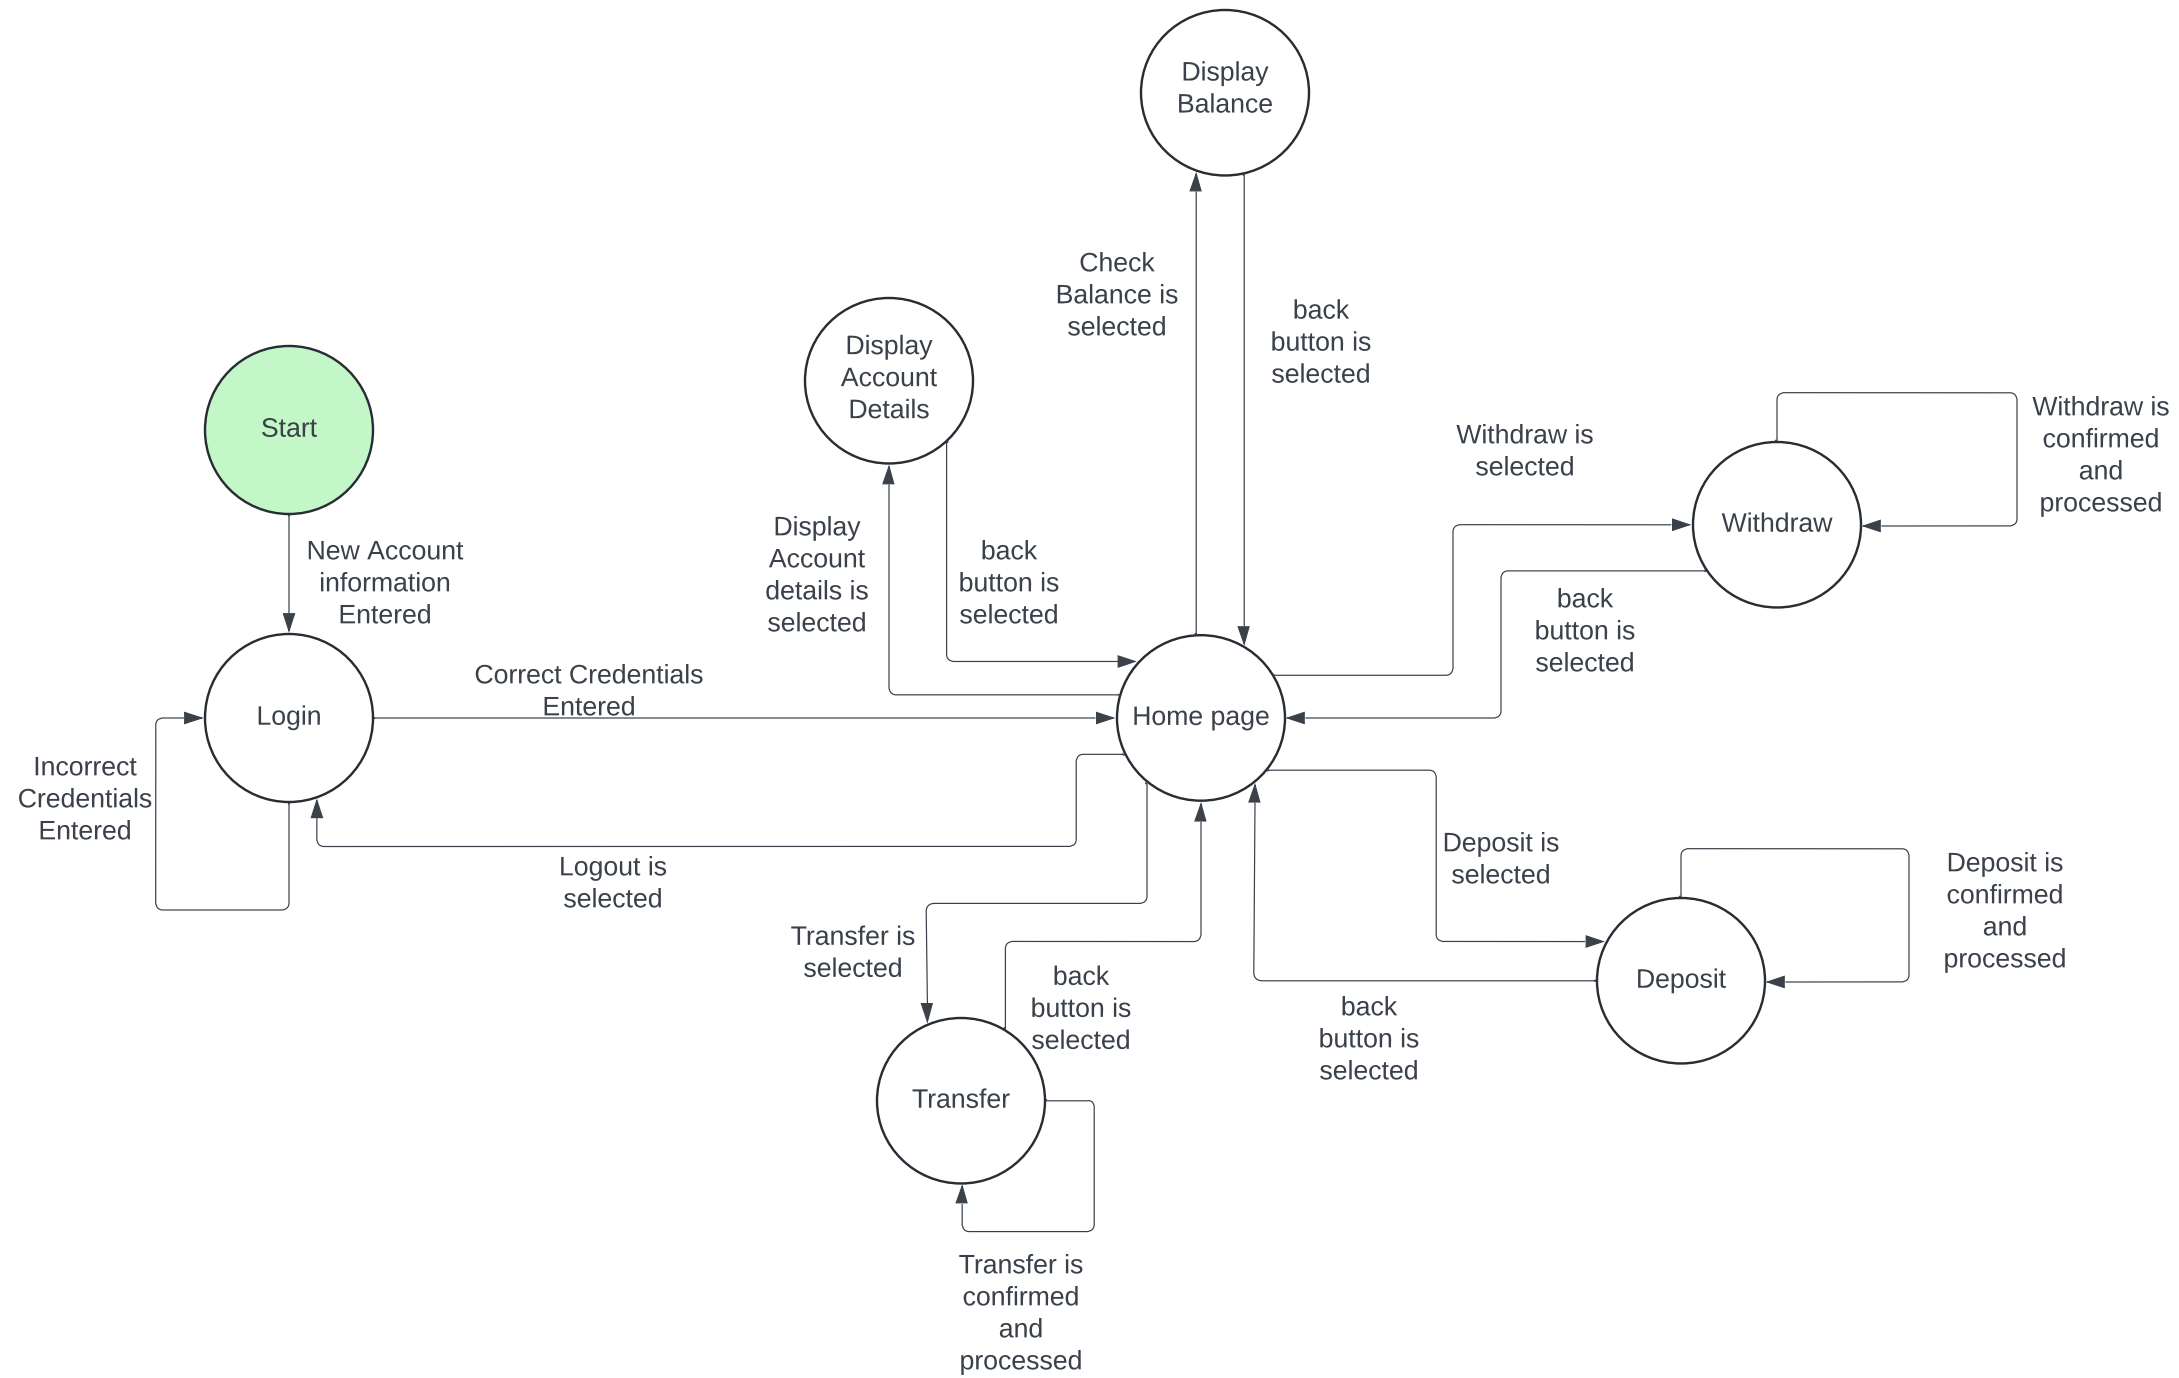 Display
Balance
Check
Balance is
selected
back
button is
selected
Display
Account
Details
Start
Withdraw is
selected
Withdraw is
confirmed
and
processed
Withdraw
Display
Account
details is
selected
back
button is
selected
New Account
information
Entered
back
button is
selected
Correct Credentials
Entered
Login
Home page
Incorrect
Credentials
Entered
Logout is
selected
Deposit is
selected
Deposit is
confirmed
and
processed
Transfer is
selected
back
button is
selected
Deposit
back
button is
selected
Transfer
Transfer is
confirmed
and
processed